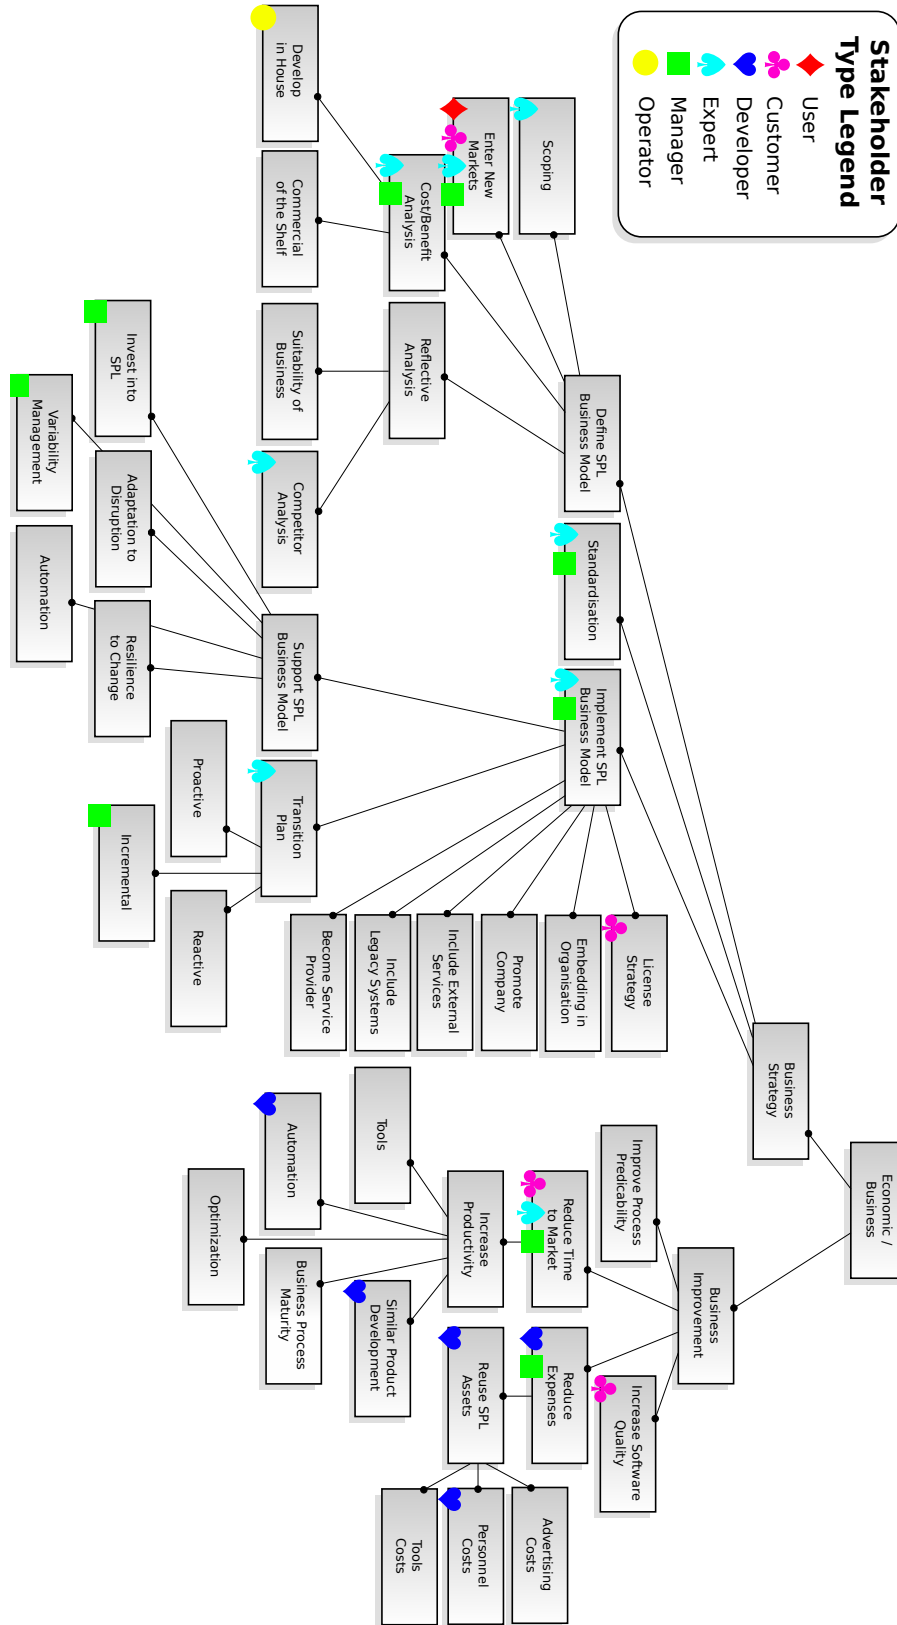 Stakeholder
Type Legend
User
Customer
Developer
Expert
Manager
Operator
Economic /
Business
Business
Strategy
Business
Improvement
Define SPL
Business Model
Standardisation
Implement SPL
Business Model
Improve Process
Predicability
Reduce Time
to Market
Reduce
Expenses
Increase Software
Quality
Scoping
Enter New
Markets
Cost/Benefit
Analysis
Reflective
Analysis
License
Strategy
Embedding in
Organisation
Promote
Company
Include External
Services
Include
Legacy Systems
Become Service
Provider
Increase
Productivity
Reuse SPL
Assets
Advertising
Costs
Personnel
Costs
Tools
Costs
Develop
in House
Commercial
of the Shelf
Suitability of
Business
Competitor
Analysis
Support SPL
Business Model
Transition
Plan
Tools
Automation
Optimization
Business Process
Maturity
Similar Product
Development
Invest into
SPL
Variability
Management
Adaptation to
Disruption
Automation
Resilience
to Change
Proactive
Incremental
Reactive